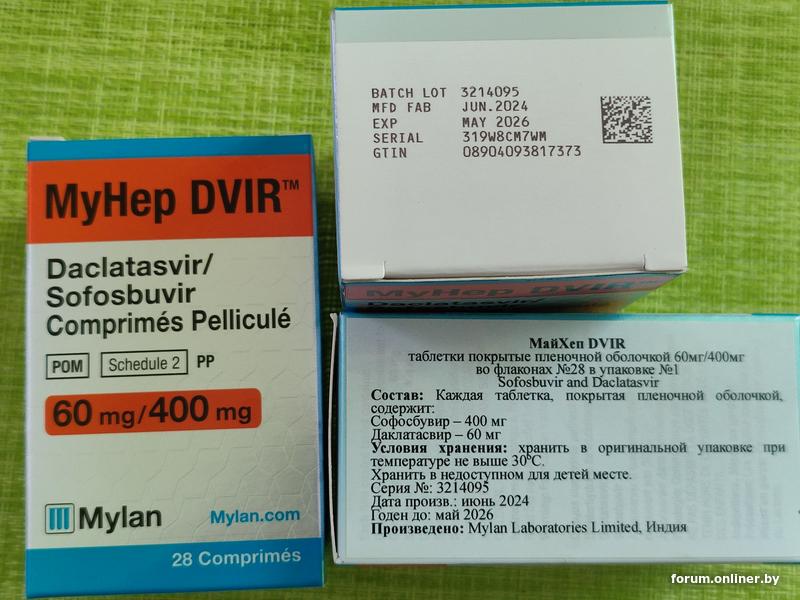 MyHep DVIR™
Daclatasvir/
Sofosbuvir
Comprimés Pelliculé
POM Schedule 2 PP
60 mg/400 mg
Mylan
Mylan.com
28 Comprimés
BATCH LOT 3214095
MFD FAB JUN.2024
EXP MAY 2026
SERIAL 319W8CM7WM
GTIN 08904093817373
MyHep DVIR™
Daclatasvir/
МайХеп DVIR
таблетки покрытые пленочной оболочкой 60мг/400мг
во флаконах №28 в упаковке №1
Sofosbuvir and Daclatasvir
Состав: Каждая таблетка, покрытая пленочной оболочкой,
содержит:
Софосбувир – 400 мг
Даклатасвир – 60 мг
Условия хранения: хранить в оригинальной упаковке при
температуре не выше 30°С.
Хранить в недоступном для детей месте.
Серия №: 3214095
Дата произв.: июнь 2024
Годен до: май 2026
Произведено: Mylan Laboratories Limited, Индия
forum.onliner.by